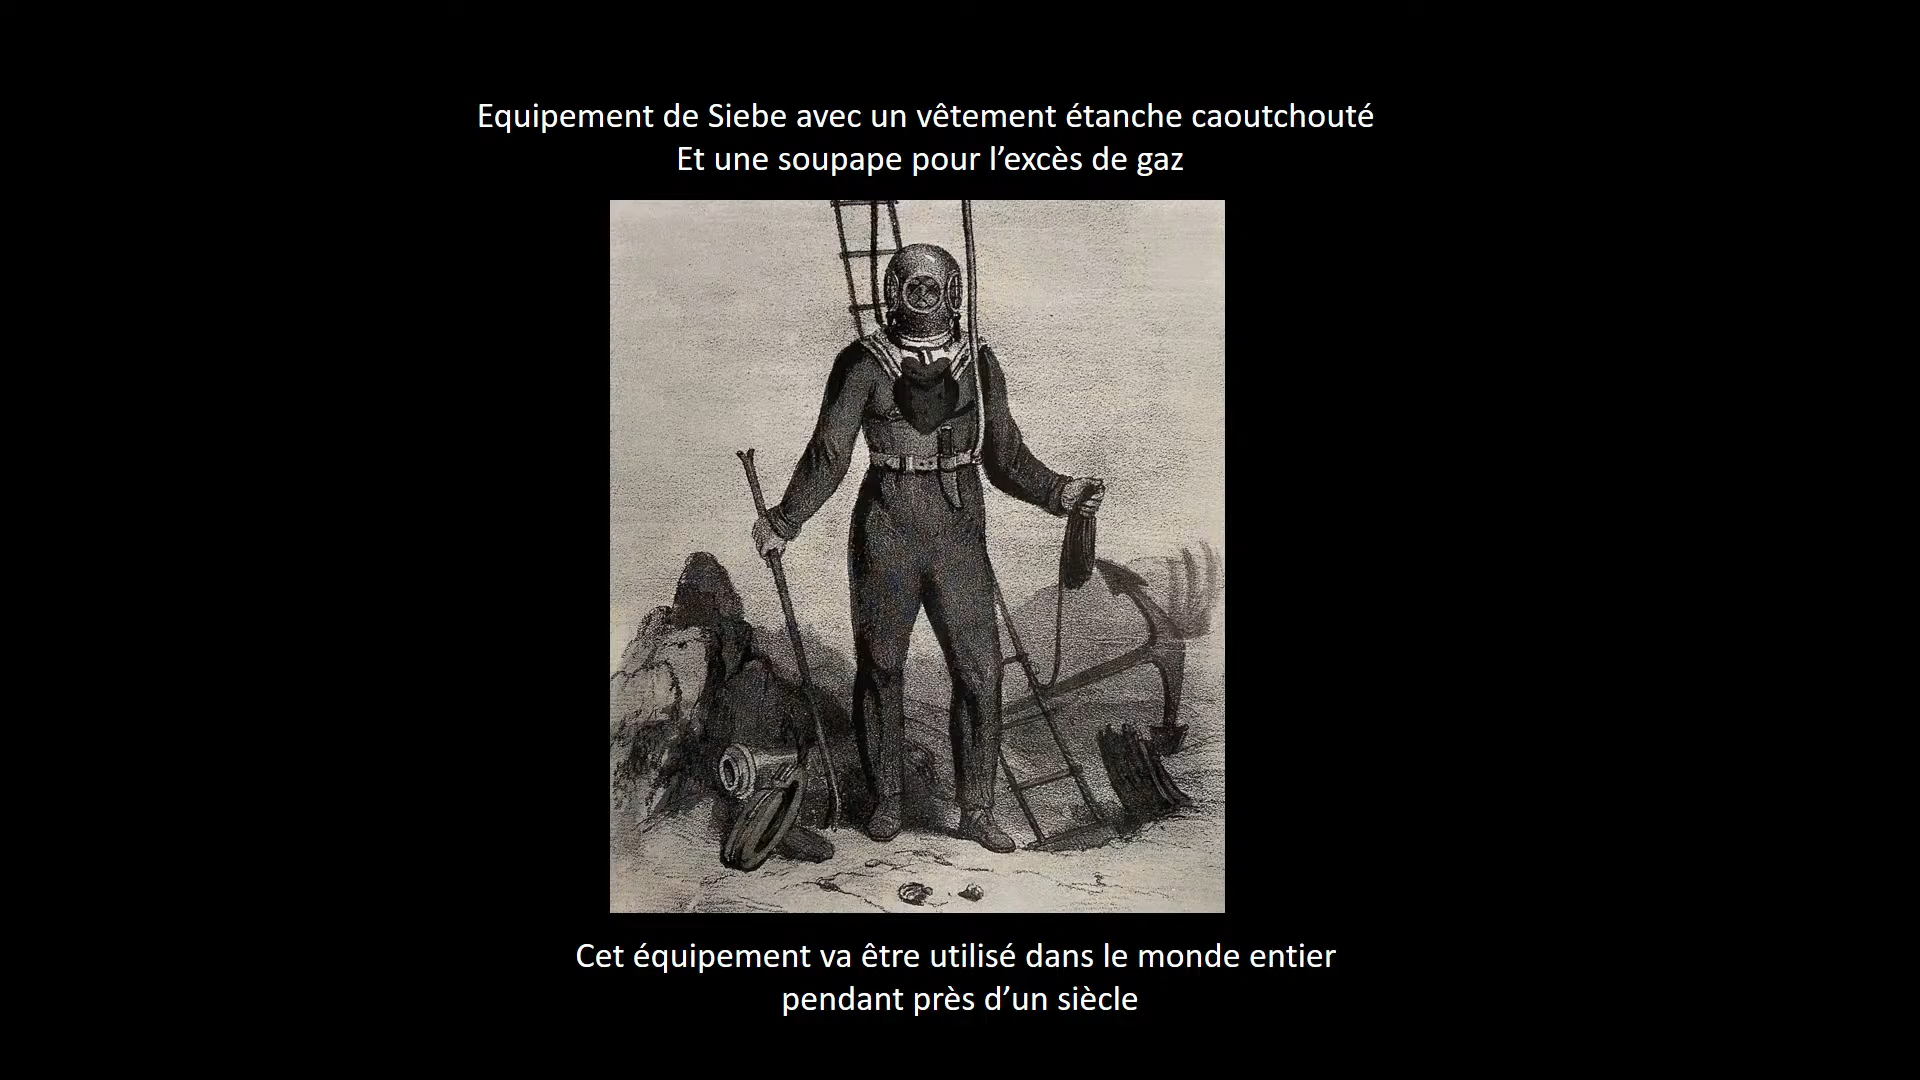 Equipement de Siebe avec un vêtement étanche caoutchouté
Et une soupape pour l’excès de gaz
Cet équipement va être utilisé dans le monde entier
pendant près d’un siècle